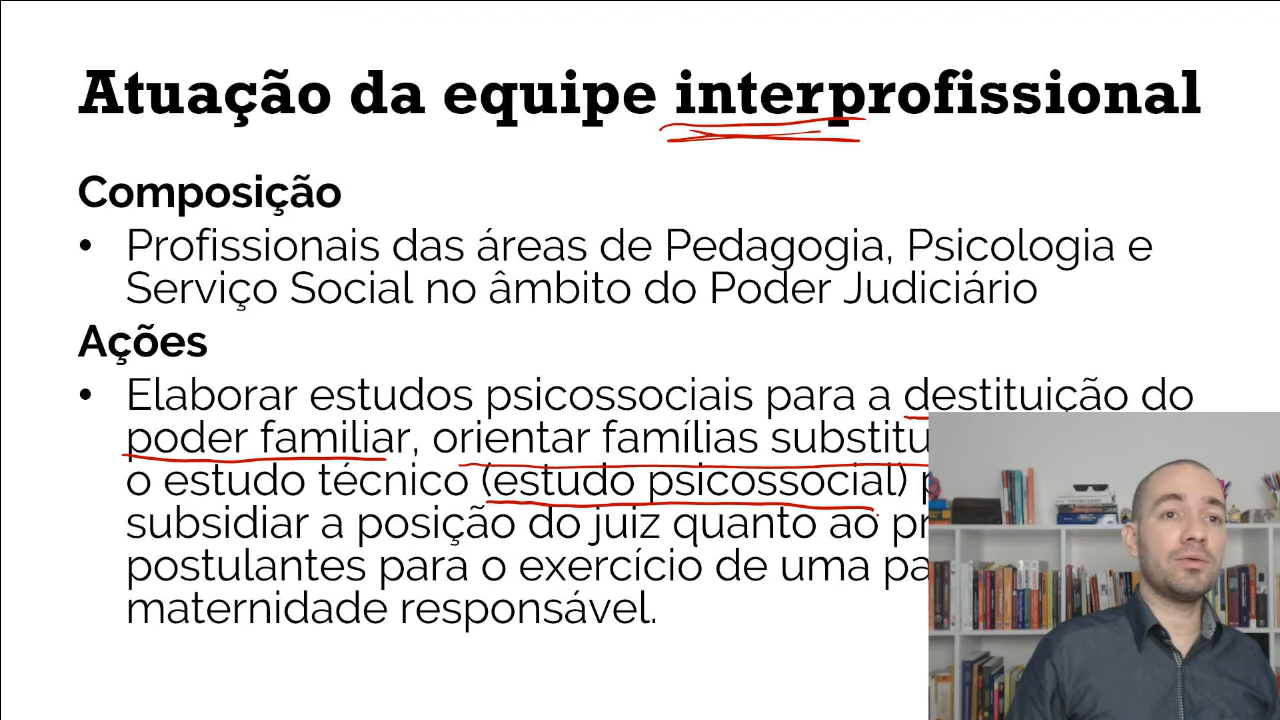 Atuação da equipe interprofissional
Composição
• Profissionais das áreas de Pedagogia, Psicologia e
Serviço Social no âmbito do Poder Judiciário
Ações
• Elaborar estudos psicossociais para a destituição do
poder familiar, orientar famílias
o estudo técnico (estudo psicossocial)
subsidiar a posição do juiz quanto ao
postulantes para o exercício de uma
maternidade responsável.